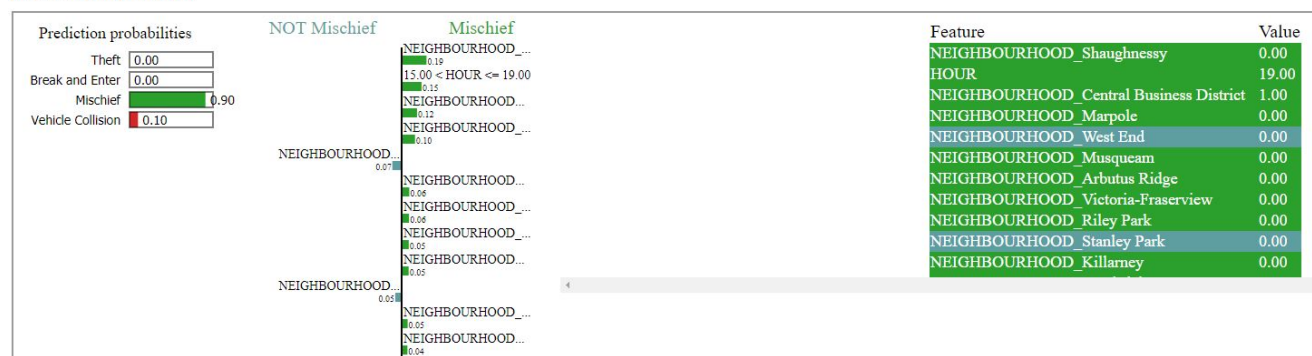 Prediction probabilities
Theft 0.00
Break and Enter 0.00
Mischief 0.90
Vehicle Collision 0.10
NOT Mischief Mischief
NEIGHBOURHOOD_...
0.19
15.00 < HOUR <= 19.00
0.15
NEIGHBOURHOOD_...
0.12
NEIGHBOURHOOD_...
0.10
NEIGHBOURHOOD...
0.07
NEIGHBOURHOOD...
0.06
NEIGHBOURHOOD_...
0.06
NEIGHBOURHOOD_...
0.05
NEIGHBOURHOOD...
0.05
NEIGHBOURHOOD...
0.05
NEIGHBOURHOOD_...
0.05
NEIGHBOURHOOD_...
0.04
Feature Value
NEIGHBOURHOOD_Shaughnessy 0.00
HOUR 19.00
NEIGHBOURHOOD_Central Business District 1.00
NEIGHBOURHOOD_Marpole 0.00
NEIGHBOURHOOD_West End 0.00
NEIGHBOURHOOD_Musqueam 0.00
NEIGHBOURHOOD_Arbutus Ridge 0.00
NEIGHBOURHOOD_Victoria-Fraserview 0.00
NEIGHBOURHOOD_Riley Park 0.00
NEIGHBOURHOOD_Stanley Park 0.00
NEIGHBOURHOOD_Killarney 0.00